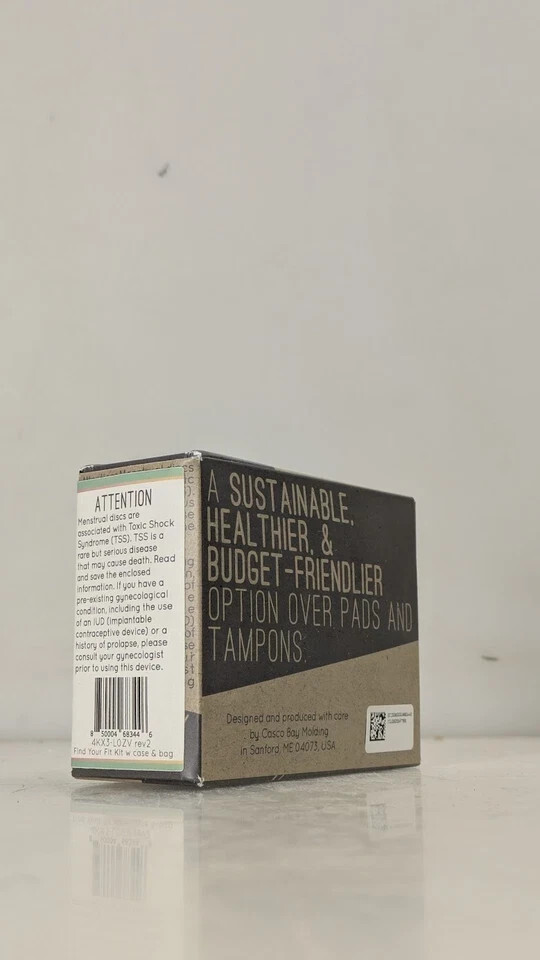 ATTENTION
Menstrual discs are
associated with Toxic Shock
Syndrome (TSS). TSS is a
rare but serious disease
that may cause death. Read
and save the enclosed
information. If you have a
pre-existing gynecological
condition, including the use
of an IUD (implantable
contraceptive device) or a
history of prolapse, please
consult your gynecologist
prior to using this device.
8 50004 68344 6
4KX3-L0ZV rev2
Find Your Fit Kit w case & bag
A SUSTAINABLE,
HEALTHIER, &
BUDGET-FRIENDLIER
OPTION OVER PADS AND
TAMPONS.
Designed and produced with care
by Casco Bay Molding
in Sanford, ME 04073, USA